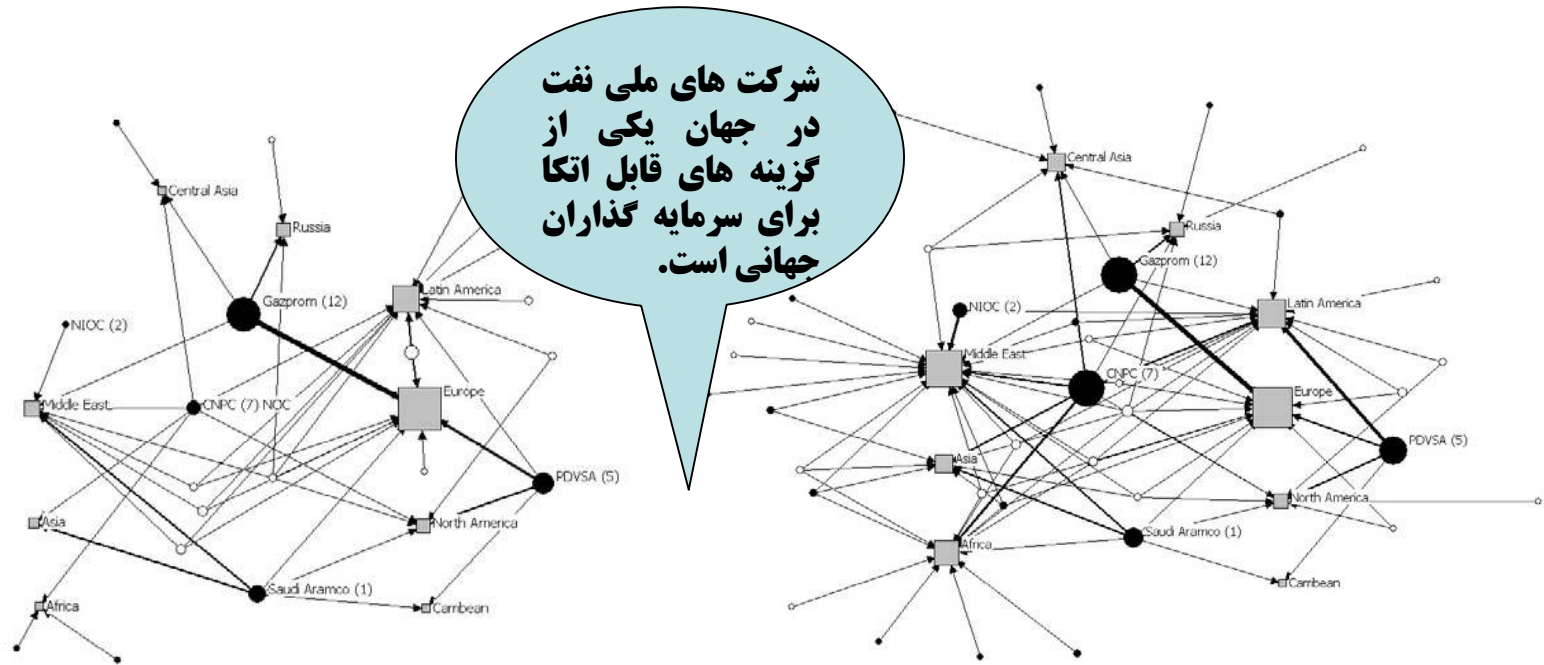 شرکت های ملی نفت
در جهان یکی از
گزینه های قابل اتکا
برای سرمایه گذاران
جهانی است.
Central Asia
Russia
Gazprom (12)
Latin America
NIOC (2)
Middle East
CNPC (7) NOC
Europe
PDVSA (5)
Asia
North America
Saudi Aramco (1)
Africa
Carribean
Central Asia
Russia
Gazprom (12)
Latin America
NIOC (2)
Middle East
CNPC (7)
Europe
PDVSA (5)
Asia
North America
Saudi Aramco (1)
Africa
Carribean